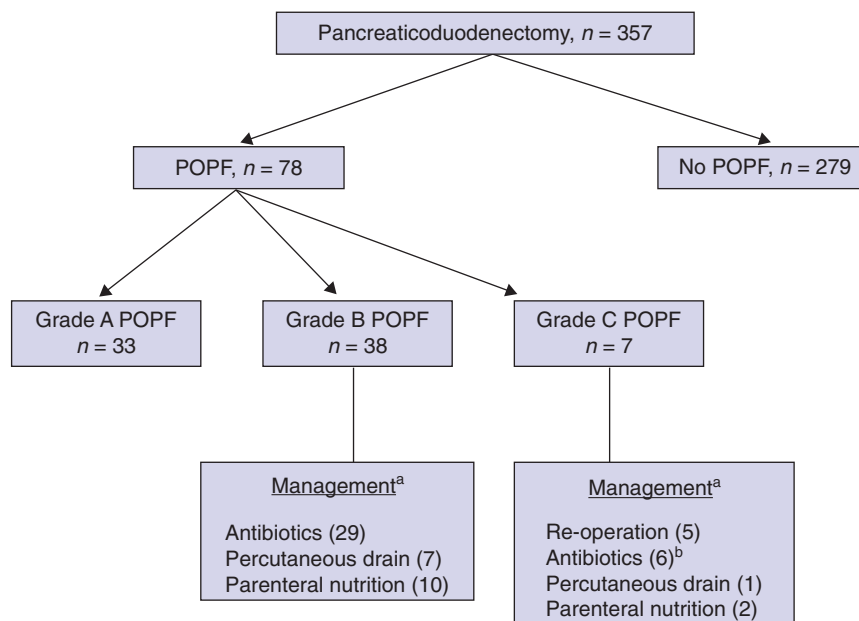 Pancreaticoduodenectomy, n = 357
POPF, n = 78
No POPF, n = 279
Grade A POPF
n = 33
Grade B POPF
n = 38
Grade C POPF
n = 7
Managementᵃ
Antibiotics (29)
Percutaneous drain (7)
Parenteral nutrition (10)
Managementᵃ
Re-operation (5)
Antibiotics (6)ᵇ
Percutaneous drain (1)
Parenteral nutrition (2)